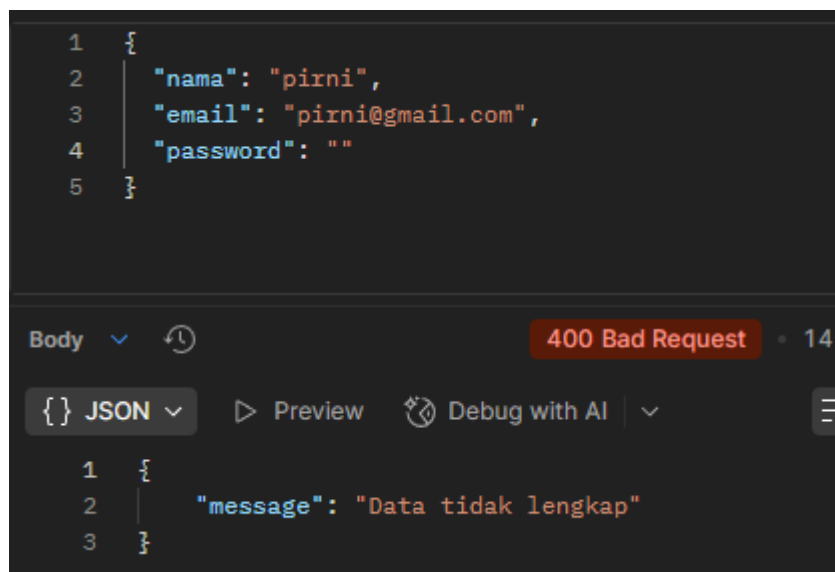 1 {
2 "nama": "pirni",
3 "email": "pirni@gmail.com",
4 "password": ""
5 }
Body 400 Bad Request • 14
{} JSON Preview Debug with AI
1 {
2 "message": "Data tidak lengkap"
3 }